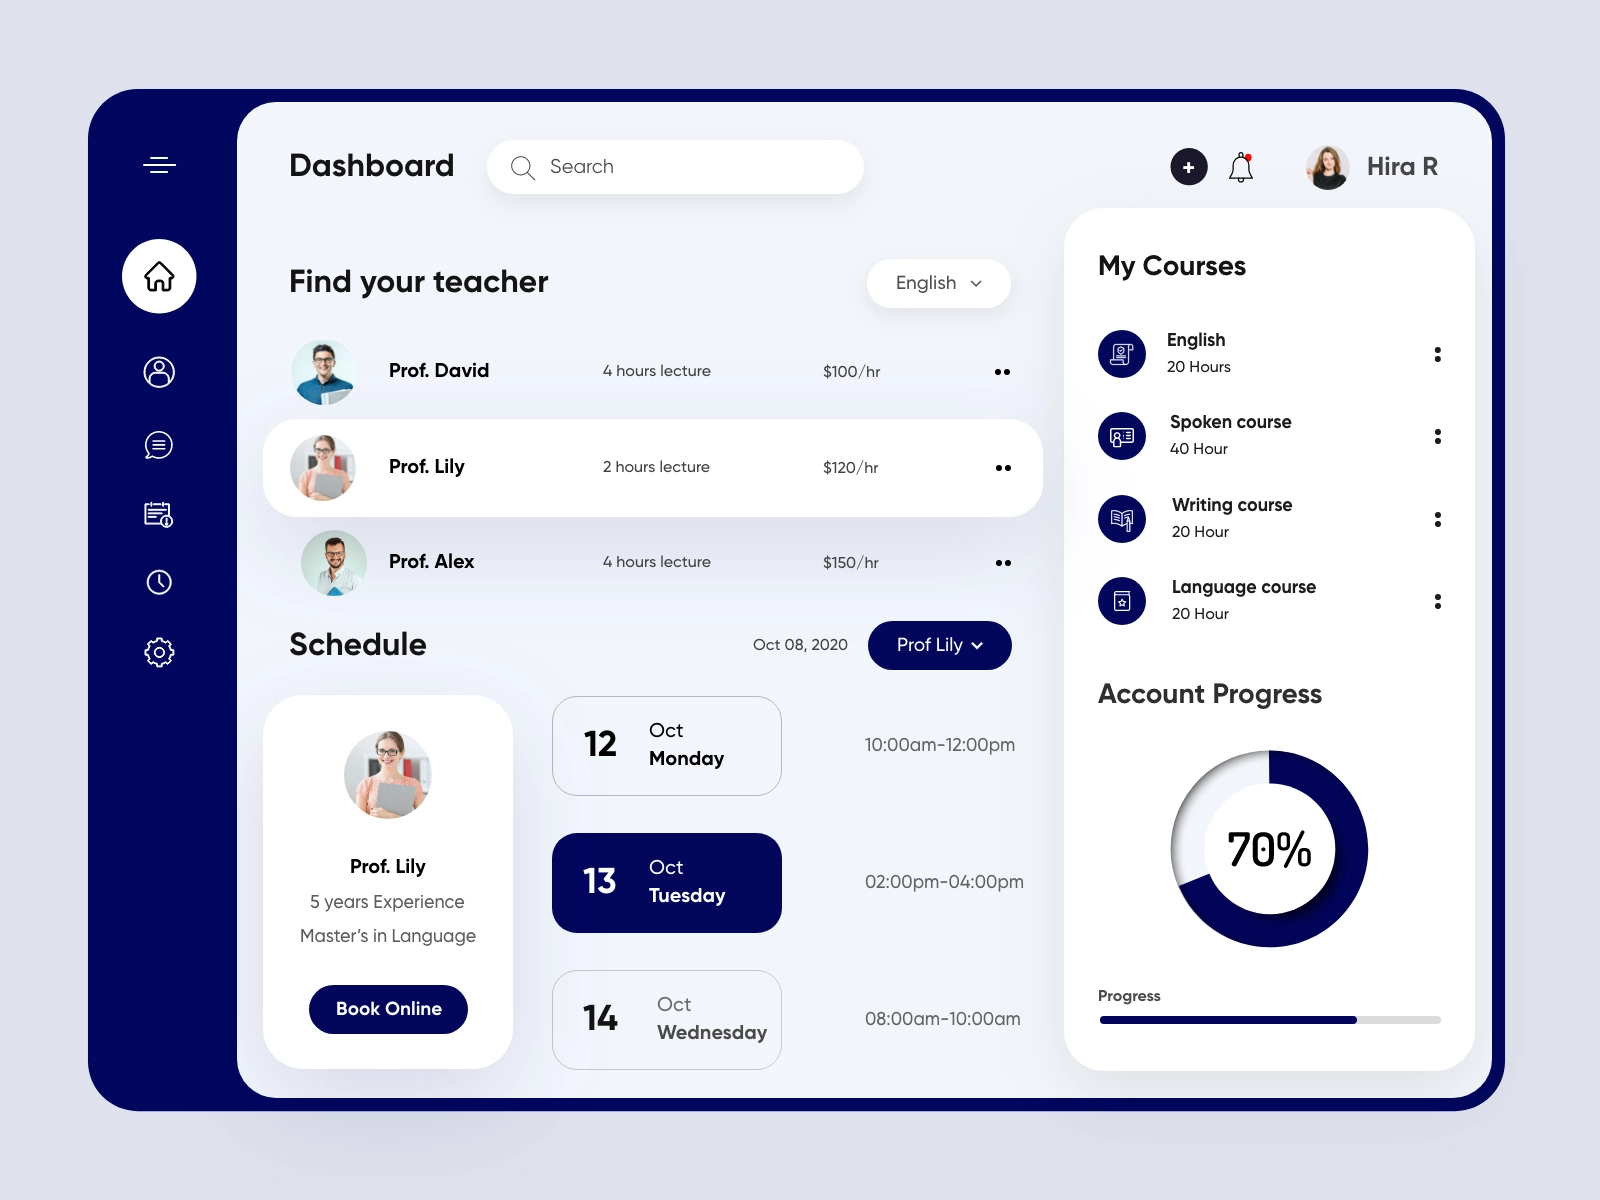 Dashboard
Search
+
Hira R
Find your teacher
English
Prof. David
4 hours lecture
$100/hr
Prof. Lily
2 hours lecture
$120/hr
Prof. Alex
4 hours lecture
$150/hr
Schedule
Oct 08, 2020
Prof Lily
Prof. Lily
5 years Experience
Master's in Language
Book Online
12
Oct
Monday
10:00am-12:00pm
13
Oct
Tuesday
02:00pm-04:00pm
14
Oct
Wednesday
08:00am-10:00am
My Courses
English
20 Hours
Spoken course
40 Hour
Writing course
20 Hour
Language course
20 Hour
Account Progress
70%
Progress